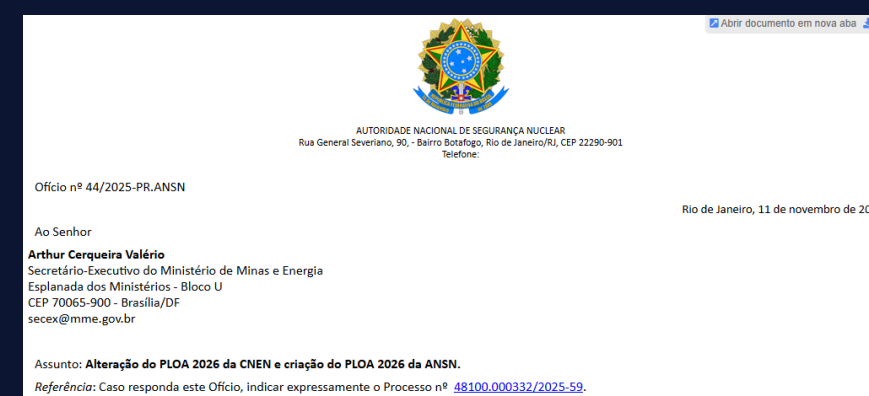 Abrir documento em nova aba
AUTORIDADE NACIONAL DE SEGURANÇA NUCLEAR
Rua General Severiano, 90, - Bairro Botafogo, Rio de Janeiro/RJ, CEP 22290-901
Telefone:
Ofício nº 44/2025-PR.ANSN
Rio de Janeiro, 11 de novembro de 20
Ao Senhor
Arthur Cerqueira Valério
Secretário-Executivo do Ministério de Minas e Energia
Esplanada dos Ministérios - Bloco U
CEP 70065-900 - Brasília/DF
secex@mme.gov.br
Assunto: Alteração do PLOA 2026 da CNEN e criação do PLOA 2026 da ANSN.
Referência: Caso responda este Ofício, indicar expressamente o Processo nº 48100.000332/2025-59.